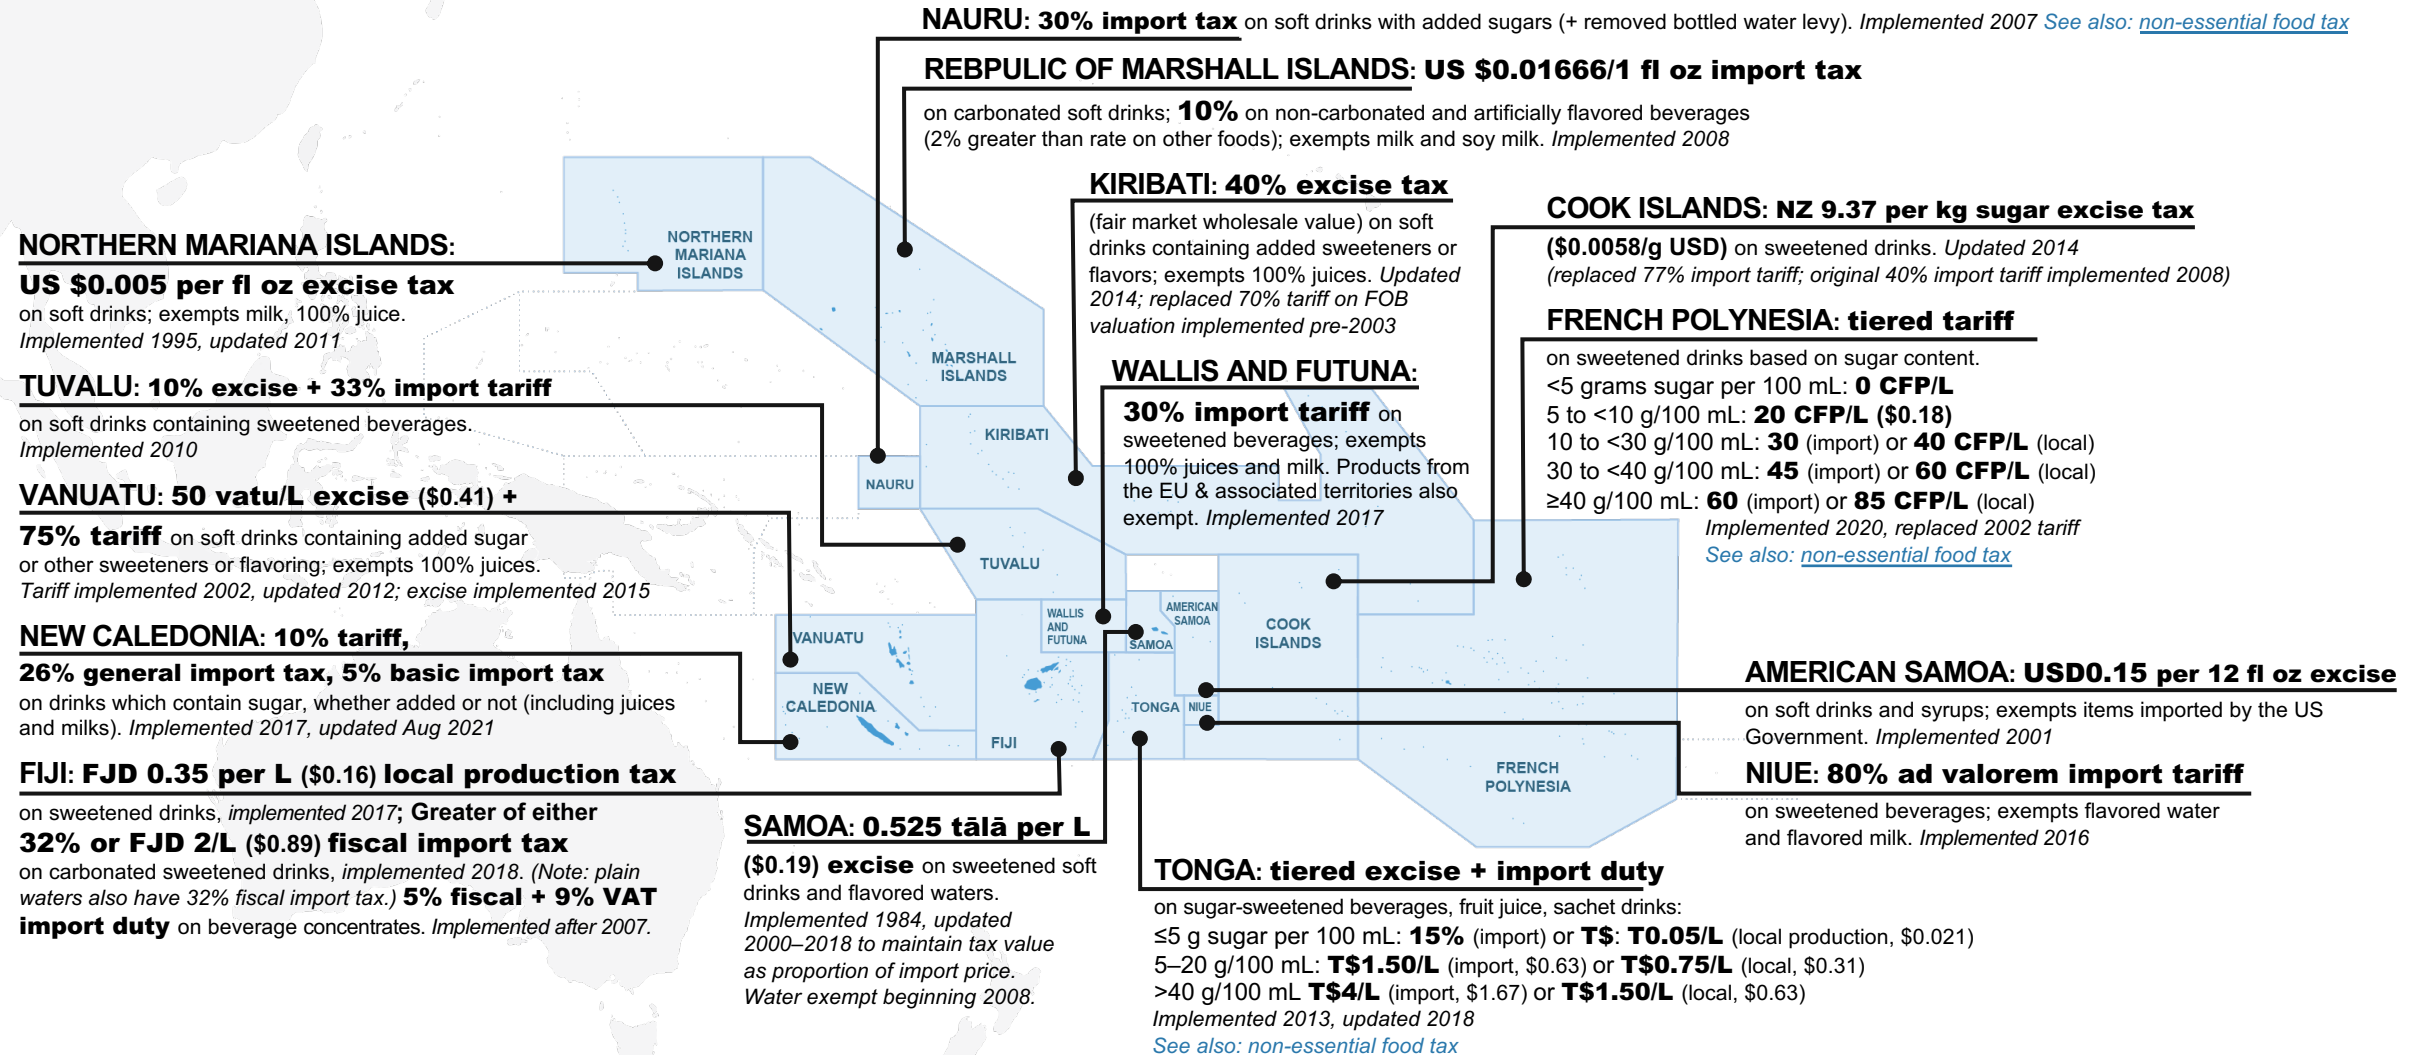 NAURU: 30% import tax on soft drinks with added sugars (+ removed bottled water levy). Implemented 2007 See also: non-essential food tax
REBPULIC OF MARSHALL ISLANDS: US $0.01666/1 fl oz import tax
on carbonated soft drinks; 10% on non-carbonated and artificially flavored beverages
(2% greater than rate on other foods); exempts milk and soy milk. Implemented 2008
KIRIBATI: 40% excise tax
(fair market wholesale value) on soft
drinks containing added sweeteners or
flavors; exempts 100% juices. Updated
2014; replaced 70% tariff on FOB
valuation implemented pre-2003
WALLIS AND FUTUNA:
30% import tariff on
sweetened beverages; exempts
100% juices and milk. Products from
the EU & associated territories also
exempt. Implemented 2017
COOK ISLANDS: NZ 9.37 per kg sugar excise tax
($0.0058/g USD) on sweetened drinks. Updated 2014
(replaced 77% import tariff; original 40% import tariff implemented 2008)
FRENCH POLYNESIA: tiered tariff
on sweetened drinks based on sugar content.
<5 grams sugar per 100 mL: 0 CFP/L
5 to <10 g/100 mL: 20 CFP/L ($0.18)
10 to <30 g/100 mL: 30 (import) or 40 CFP/L (local)
30 to <40 g/100 mL: 45 (import) or 60 CFP/L (local)
≥40 g/100 mL: 60 (import) or 85 CFP/L (local)
Implemented 2020, replaced 2002 tariff
See also: non-essential food tax
NORTHERN MARIANA ISLANDS:
US $0.005 per fl oz excise tax
on soft drinks; exempts milk, 100% juice.
Implemented 1995, updated 2011
TUVALU: 10% excise + 33% import tariff
on soft drinks containing sweetened beverages.
Implemented 2010
VANUATU: 50 vatu/L excise ($0.41) +
75% tariff on soft drinks containing added sugar
or other sweeteners or flavoring; exempts 100% juices.
Tariff implemented 2002, updated 2012; excise implemented 2015
NEW CALEDONIA: 10% tariff,
26% general import tax, 5% basic import tax
on drinks which contain sugar, whether added or not (including juices
and milks). Implemented 2017, updated Aug 2021
FIJI: FJD 0.35 per L ($0.16) local production tax
on sweetened drinks, implemented 2017; Greater of either
32% or FJD 2/L ($0.89) fiscal import tax
on carbonated sweetened drinks, implemented 2018. (Note: plain
waters also have 32% fiscal import tax.) 5% fiscal + 9% VAT
import duty on beverage concentrates. Implemented after 2007.
NORTHERN
MARIANA
ISLANDS
MARSHALL
ISLANDS
KIRIBATI
NAURU
TUVALU
WALLIS
AND
FUTUNA
AMERICAN
SAMOA
SAMOA
COOK
ISLANDS
VANUATU
NEW
CALEDONIA
FIJI
TONGA
NIUE
FRENCH
POLYNESIA
SAMOA: 0.525 tālā per L
($0.19) excise on sweetened soft
drinks and flavored waters.
Implemented 1984, updated
2000–2018 to maintain tax value
as proportion of import price.
Water exempt beginning 2008.
AMERICAN SAMOA: USD0.15 per 12 fl oz excise
on soft drinks and syrups; exempts items imported by the US
Government. Implemented 2001
NIUE: 80% ad valorem import tariff
on sweetened beverages; exempts flavored water
and flavored milk. Implemented 2016
TONGA: tiered excise + import duty
on sugar-sweetened beverages, fruit juice, sachet drinks:
≤5 g sugar per 100 mL: 15% (import) or T$: T0.05/L (local production, $0.021)
5–20 g/100 mL: T$1.50/L (import, $0.63) or T$0.75/L (local, $0.31)
>40 g/100 mL T$4/L (import, $1.67) or T$1.50/L (local, $0.63)
Implemented 2013, updated 2018
See also: non-essential food tax